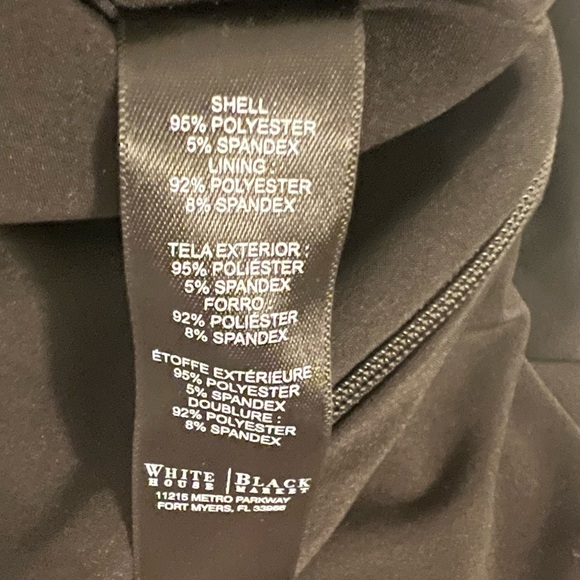 SHELL
95% POLYESTER
5% SPANDEX
LINING :
92% POLYESTER
8% SPANDEX
TELA EXTERIOR :
95% POLIÉSTER
5% SPANDEX
FORRO
92% POLIÉSTER
8% SPANDEX
ÉTOFFE EXTÉRIEURE
95% POLYESTER
5% SPANDEX
DOUBLURE :
92% POLYESTER
8% SPANDEX
WHITE | BLACK
HOUSE | MARKET
11215 METRO PARKWAY
FORT MYERS, FL